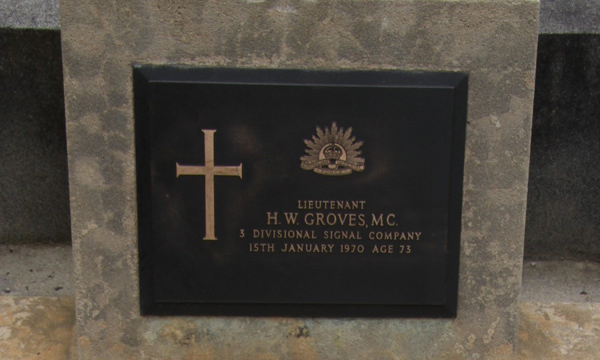 LIEUTENANT
H.W. GROVES, M.C.
3 DIVISIONAL SIGNAL COMPANY
15TH JANUARY 1970 AGE 73